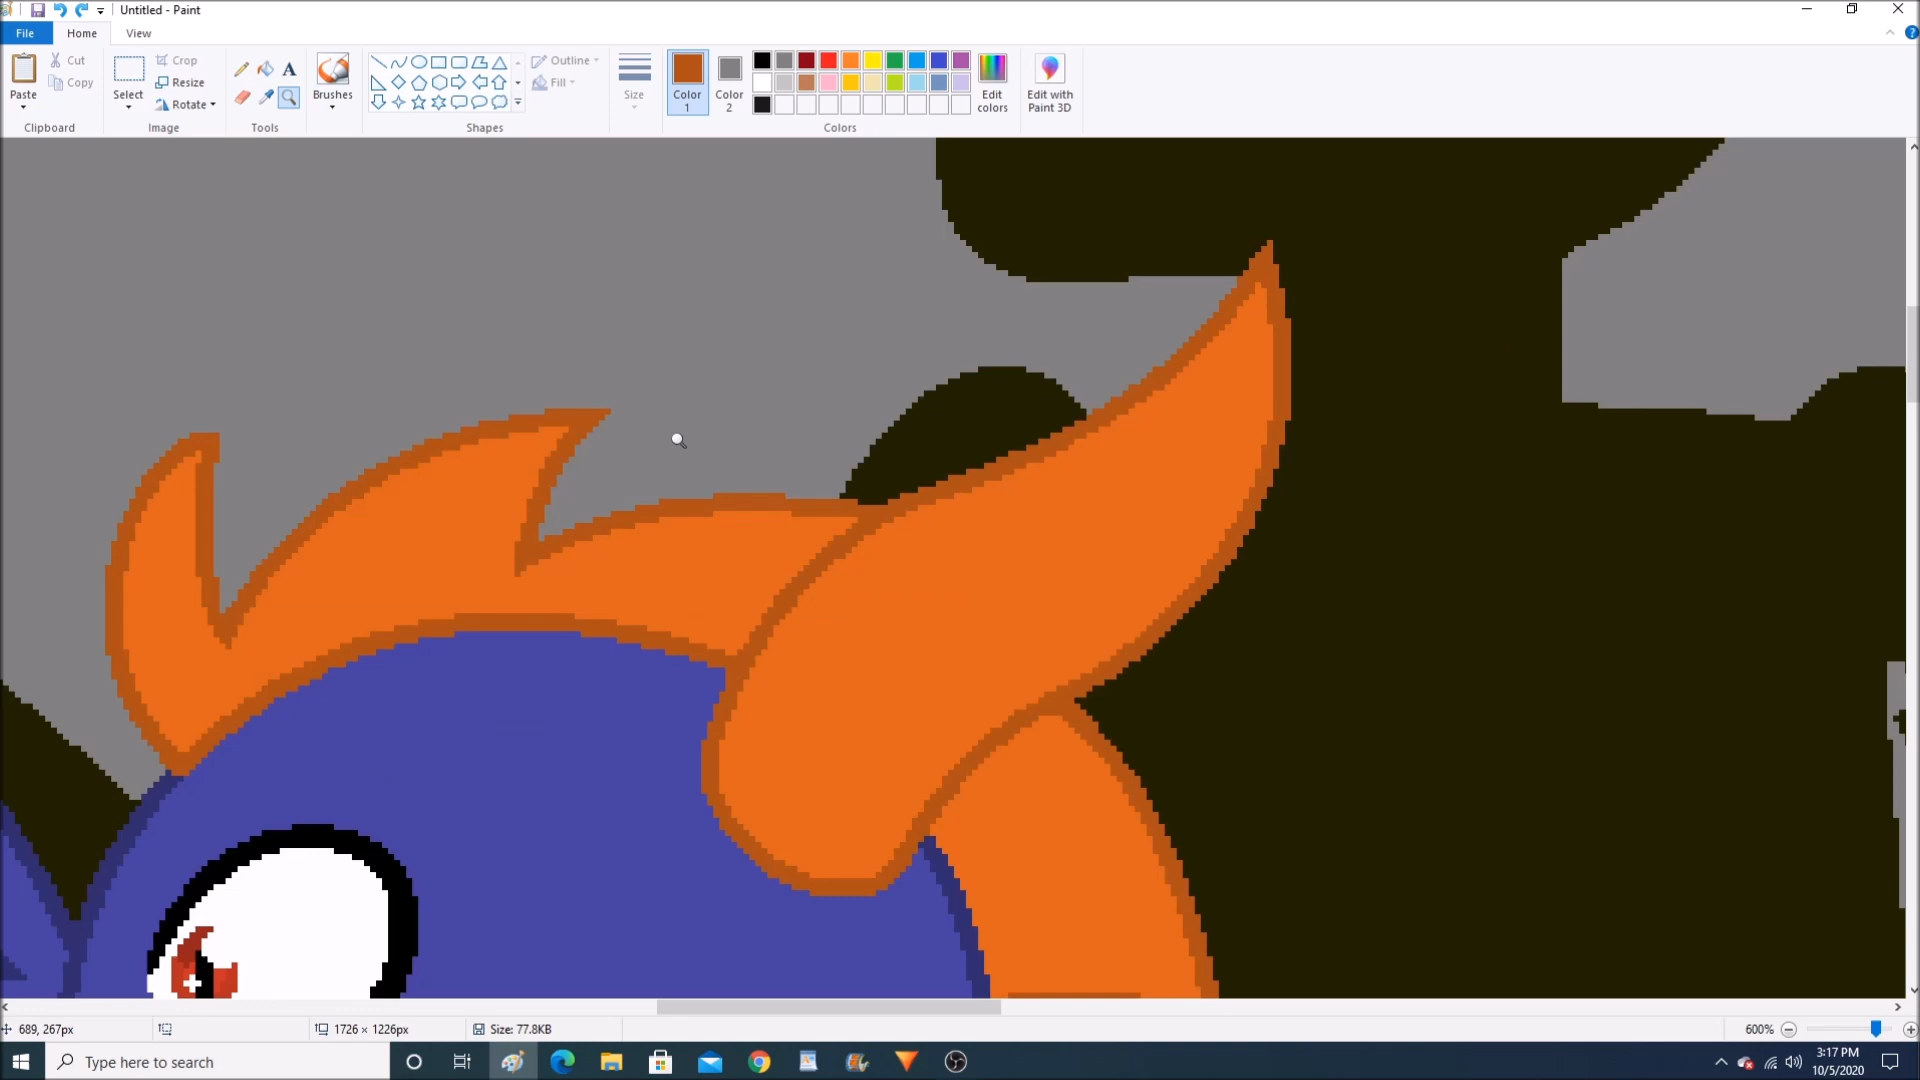 Untitled - Paint
File
Home
View
Paste
Cut
Copy
Clipboard
Select
Crop
Resize
Rotate
Image
A
Tools
Brushes
Outline
Fill
Shapes
Size
Color
1
Color
2
Edit
colors
Edit with
Paint 3D
Colors
689, 267px
1726 × 1226px
Size: 77.8KB
600%
Type here to search
3:17 PM
10/5/2020